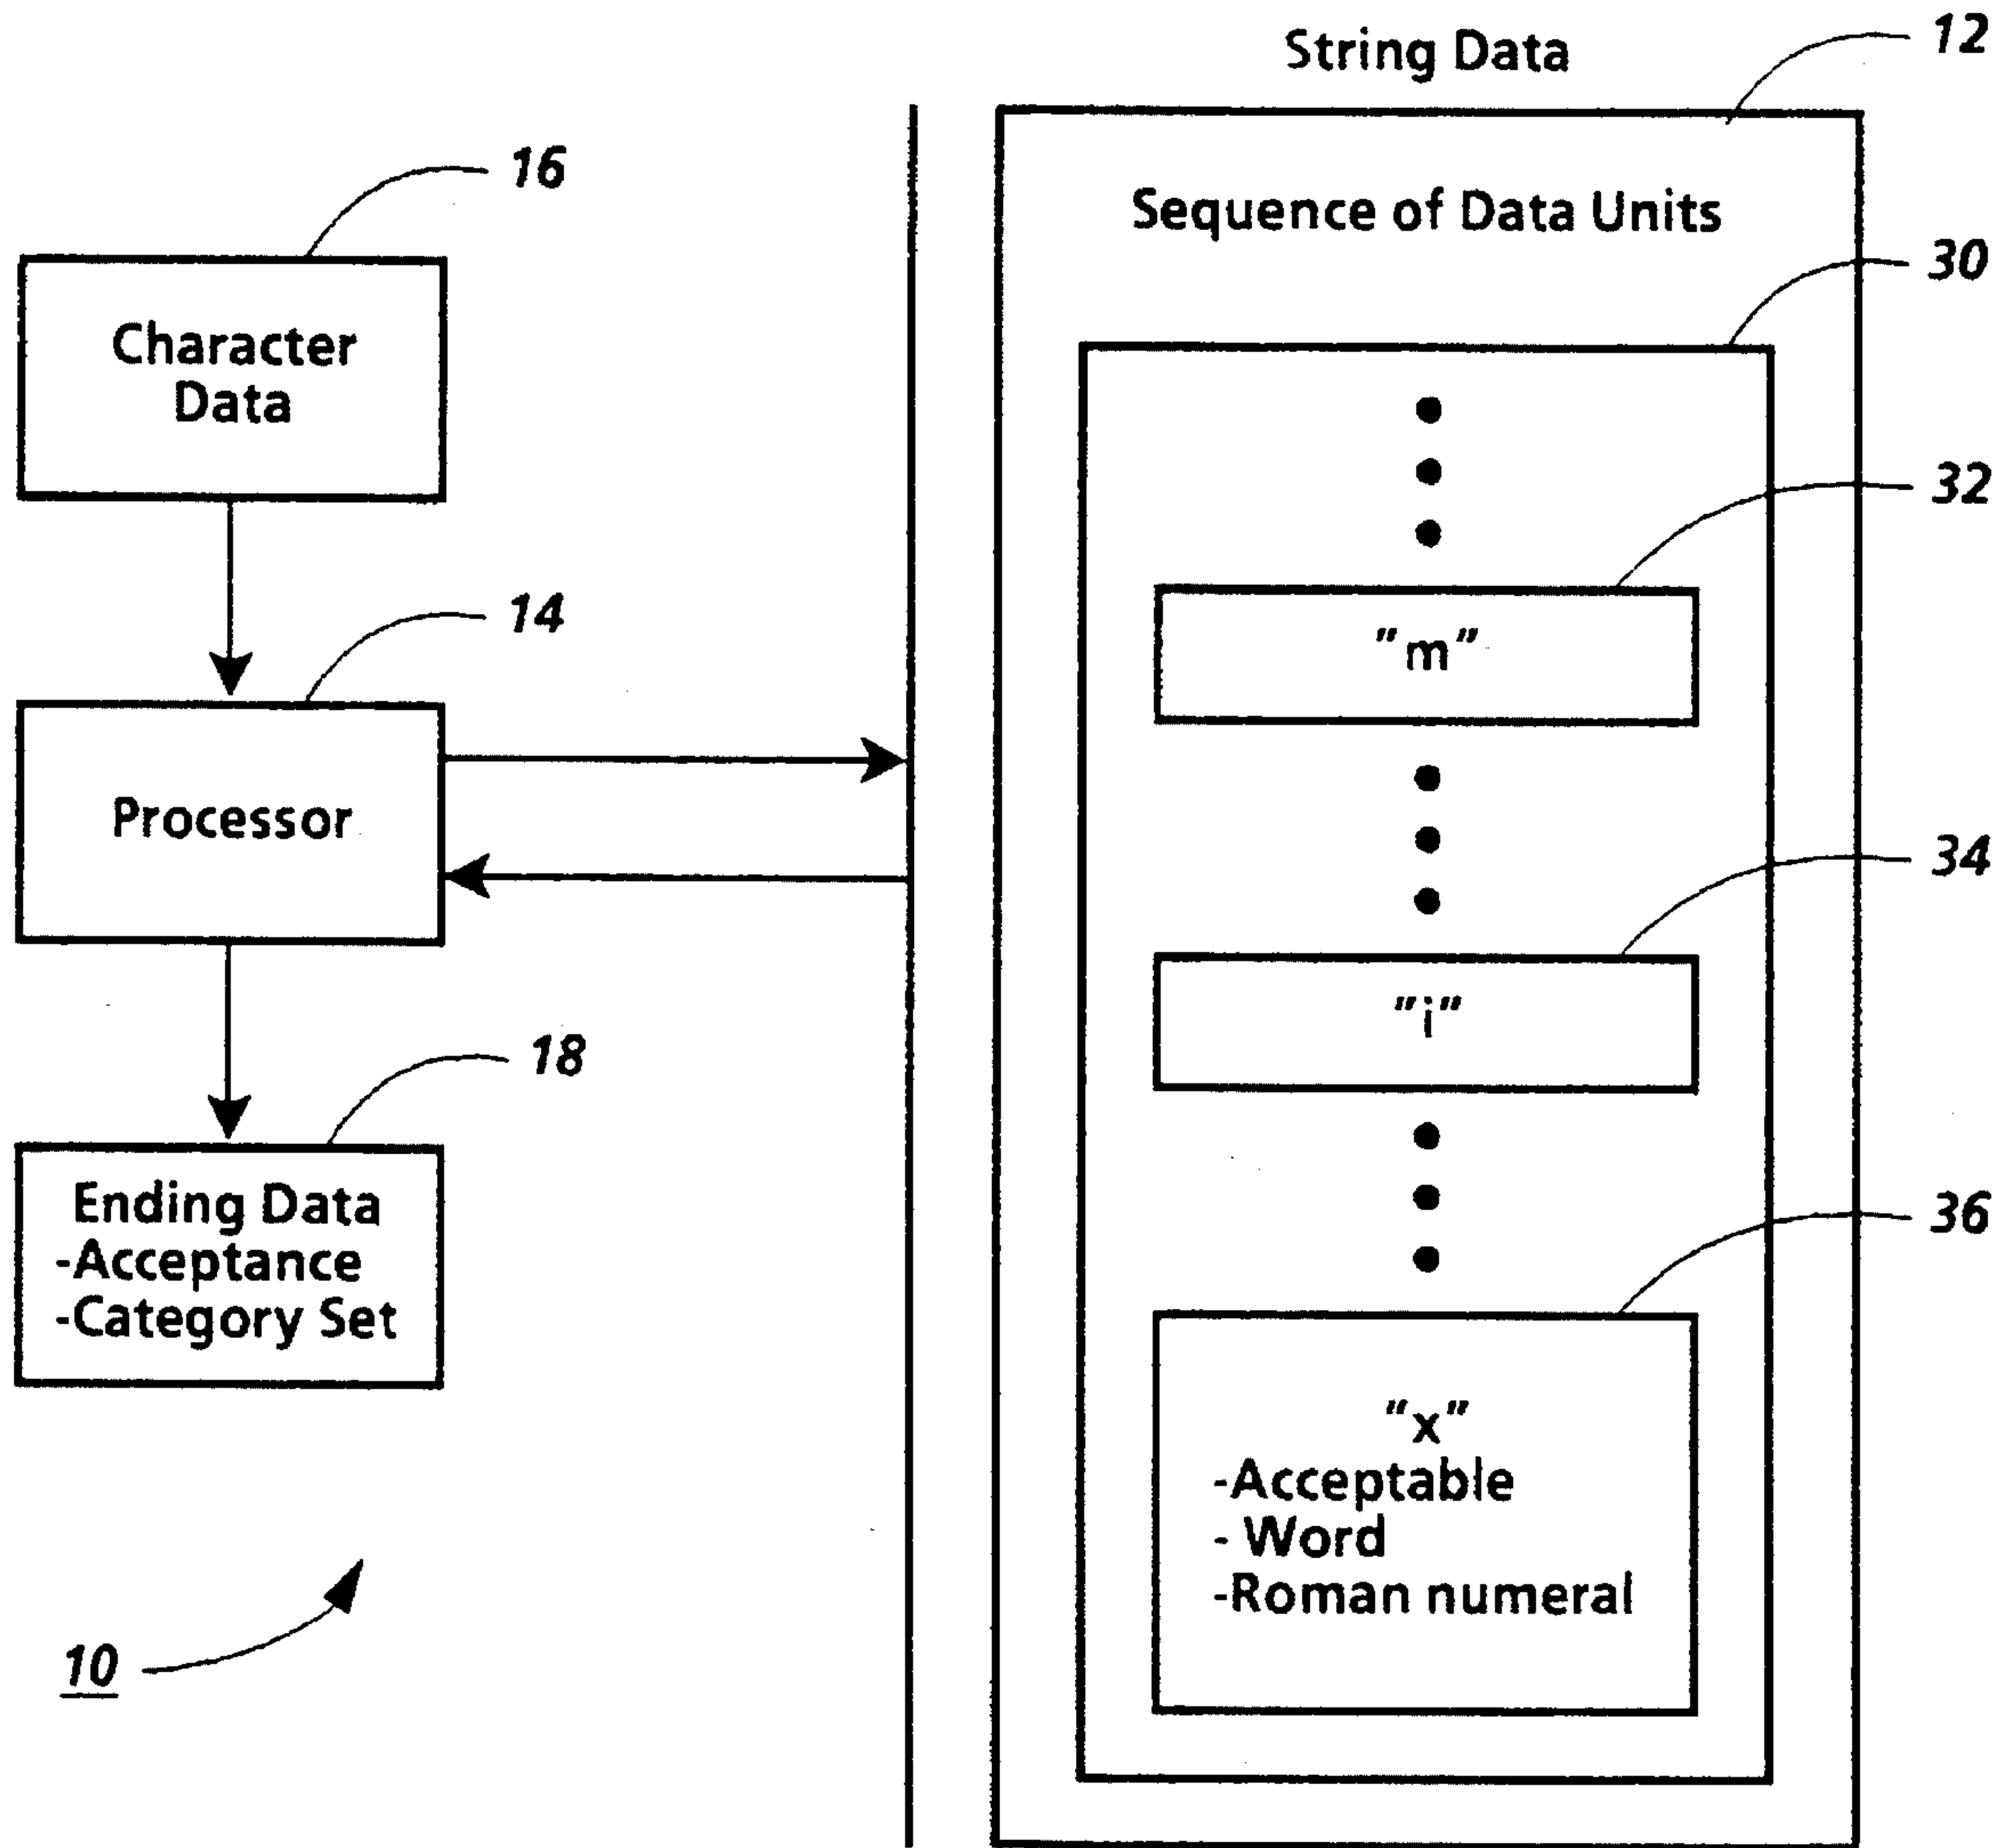 16
Character
Data
14
Processor
18
Ending Data
-Acceptance
-Category Set
10
String Data
12
Sequence of Data Units
30
32
"m"
34
"i"
36
"x"
-Acceptable
- Word
-Roman numeral